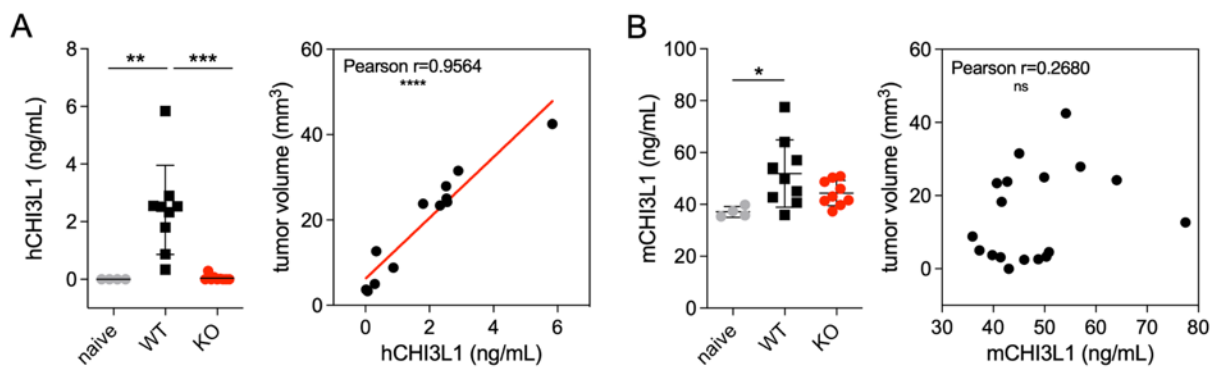 A
hCHI3L1 (ng/mL)
8
6
4
2
0
** ***
naive
WT
KO
tumor volume (mm³)
60
40
20
0
Pearson r=0.9564
****
0 2 4 6
hCHI3L1 (ng/mL)
B
mCHI3L1 (ng/mL)
100
80
60
40
20
0
*
naive
WT
KO
tumor volume (mm³)
60
40
20
0
Pearson r=0.2680
ns
30 40 50 60 70 80
mCHI3L1 (ng/mL)